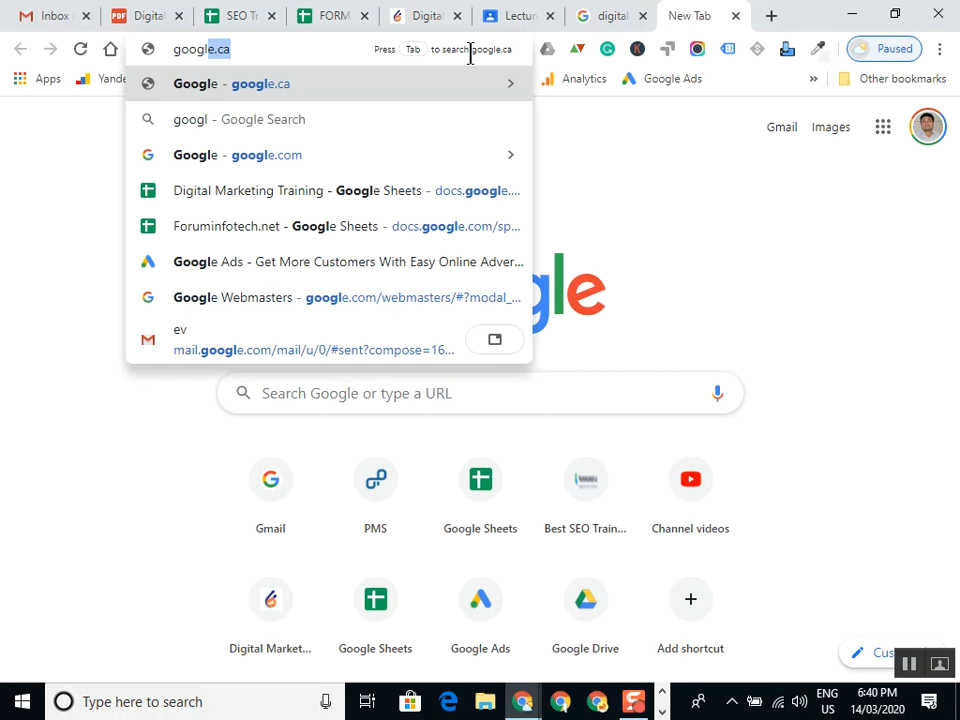 Inbox
Digital
SEO Tr
FORM
Digital
Lectur
digital
New Tab
google.ca
Press Tab to search google.ca
Paused
Apps
Yande
Analytics
Google Ads
»
Other bookmarks
Google - google.ca
googl - Google Search
Google - google.com
Digital Marketing Training - Google Sheets - docs.google....
Foruminfotech.net - Google Sheets - docs.google.com/sp...
Google Ads - Get More Customers With Easy Online Adver...
Google Webmasters - google.com/webmasters/#?modal_...
ev
mail.google.com/mail/u/0/#sent?compose=16...
Gmail
Images
gle
Search Google or type a URL
Gmail
PMS
Google Sheets
Best SEO Train...
Channel videos
Digital Market...
Google Sheets
Google Ads
Google Drive
Add shortcut
Cus
Type here to search
ENG
US
6:40 PM
14/03/2020